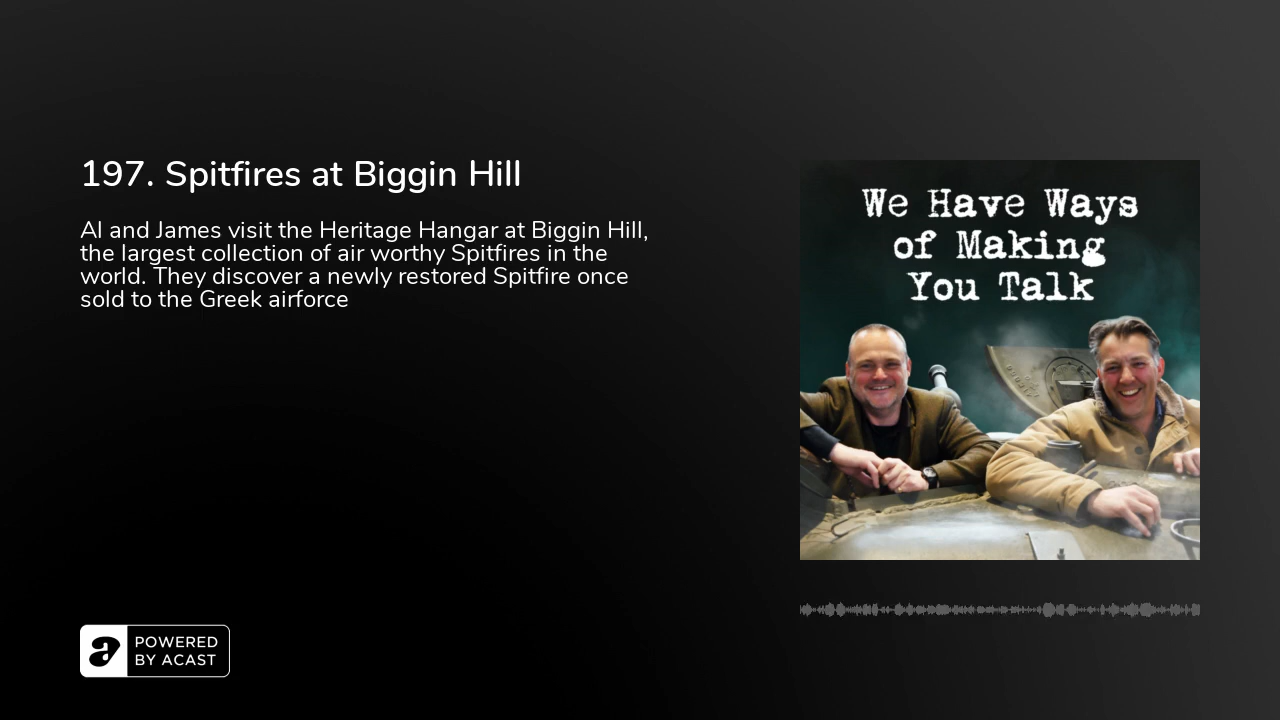 197. Spitfires at Biggin Hill
Al and James visit the Heritage Hangar at Biggin Hill,
the largest collection of air worthy Spitfires in the
world. They discover a newly restored Spitfire once
sold to the Greek airforce
We Have Ways
of Making
You Talk
a POWERED
BY ACAST